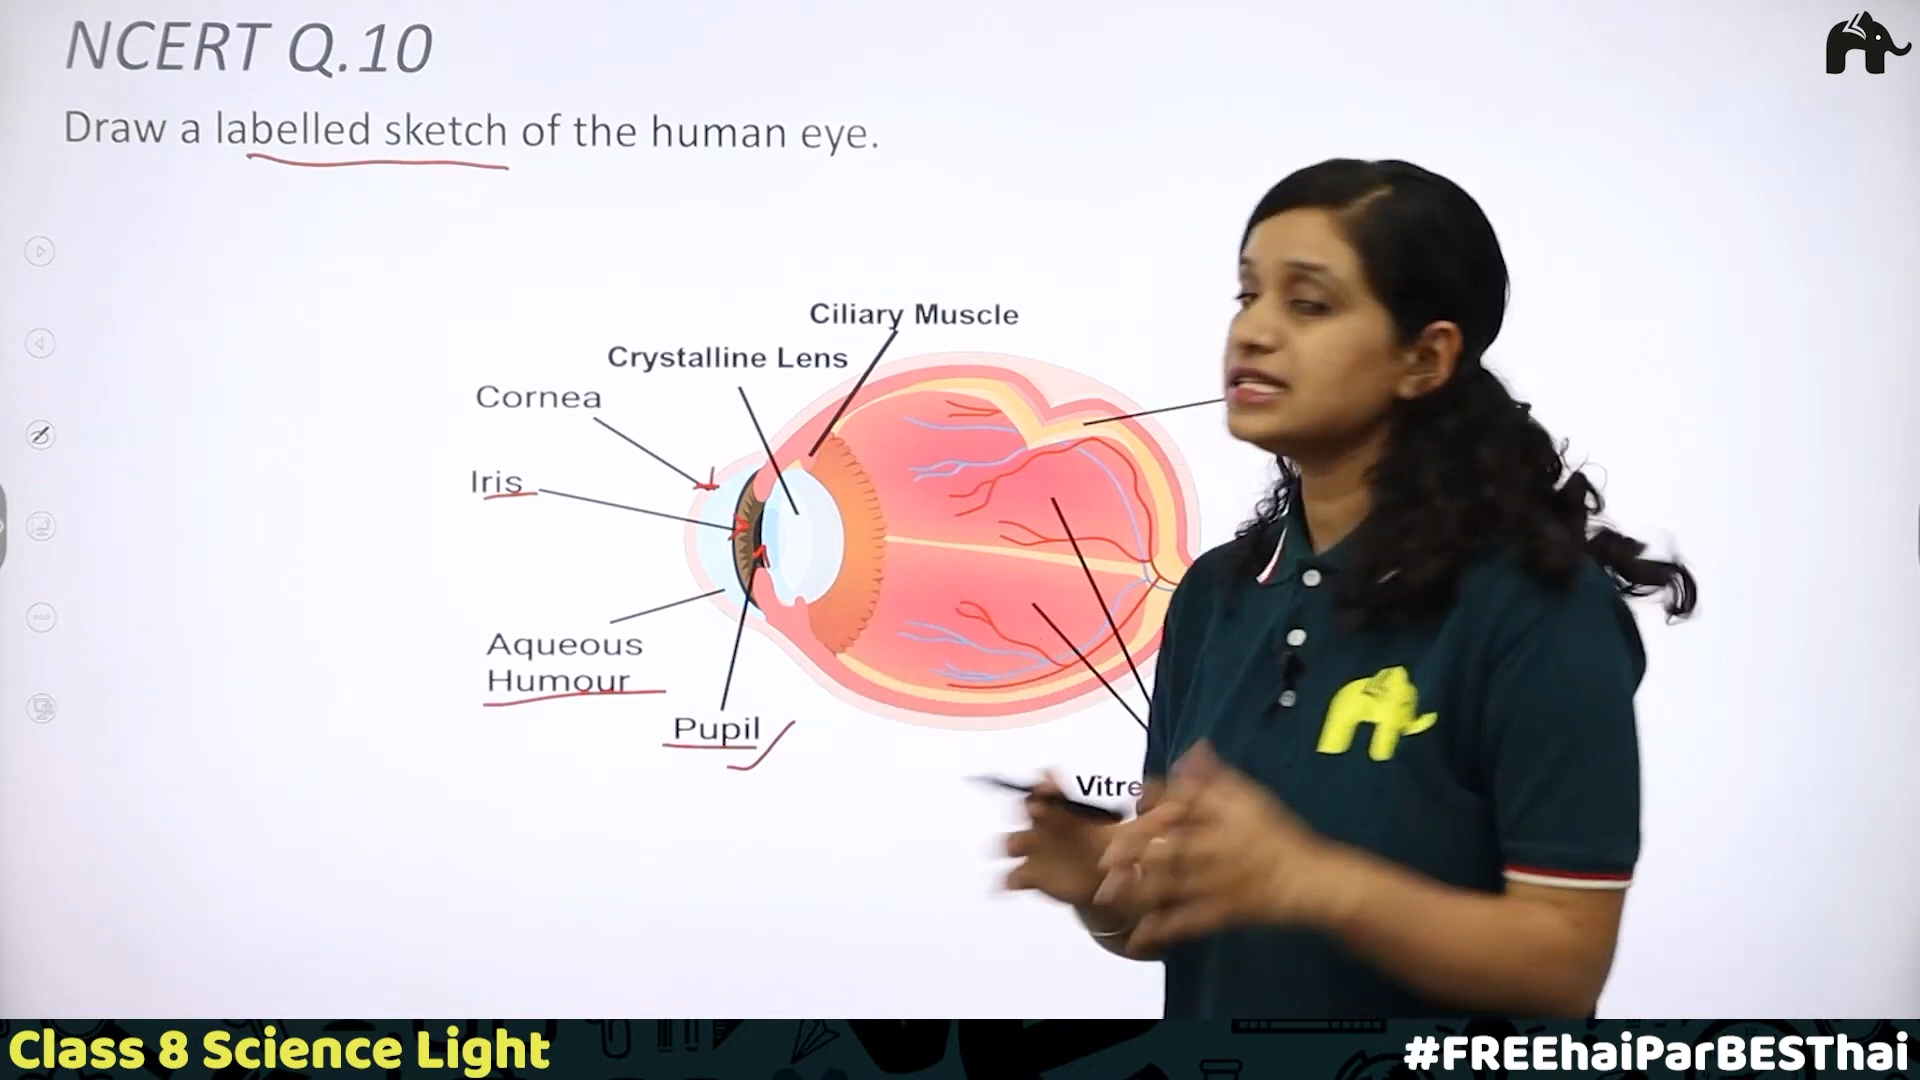 NCERT Q.10
Draw a labelled sketch of the human eye.
Ciliary Muscle
Crystalline Lens
Cornea
Iris
Aqueous
Humour
Pupil
Vitre
Class 8 Science Light
#FREEhaiParBESThai